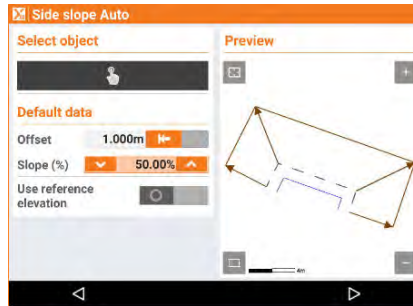 Side slope Auto
Select object
Preview
Default data
Offset 1.000m
Slope (%) 50.00%
Use reference
elevation
4m